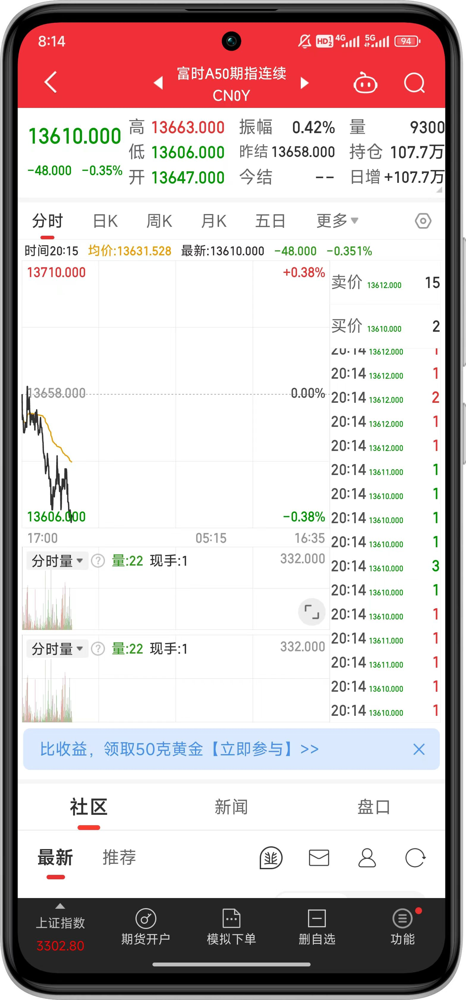 8:14
HD 1 2 4G 5G 94
富时A50期指连续
CN0Y
13610.000
-48.000 -0.35%
高 13663.000 振幅 0.42% 量 9300
低 13606.000 昨结 13658.000 持仓 107.7万
开 13647.000 今结 -- 日增 +107.7万
分时 日K 周K 月K 五日 更多
时间20:15 均价:13631.528 最新:13610.000 -48.000 -0.351%
13710.000 +0.38%
13658.000 0.00%
13606.000 -0.38%
17:00 05:15 16:35
卖价 13612.000 15
买价 13610.000 2
20:14 13612.000 1
20:14 13612.000 1
20:14 13612.000 2
20:14 13612.000 1
20:14 13612.000 1
20:14 13611.000 1
20:14 13610.000 1
20:14 13610.000 1
20:14 13610.000 1
20:14 13610.000 3
20:14 13610.000 1
20:14 13610.000 1
20:14 13611.000 1
20:14 13611.000 1
20:14 13610.000 1
20:14 13610.000 1
分时量 ? 量:22 现手:1 332.000
分时量 ? 量:22 现手:1 332.000
比收益，领取50克黄金【立即参与】>>
社区 新闻 盘口
最新 推荐
上证指数
3302.80
期货开户
模拟下单
删自选
功能